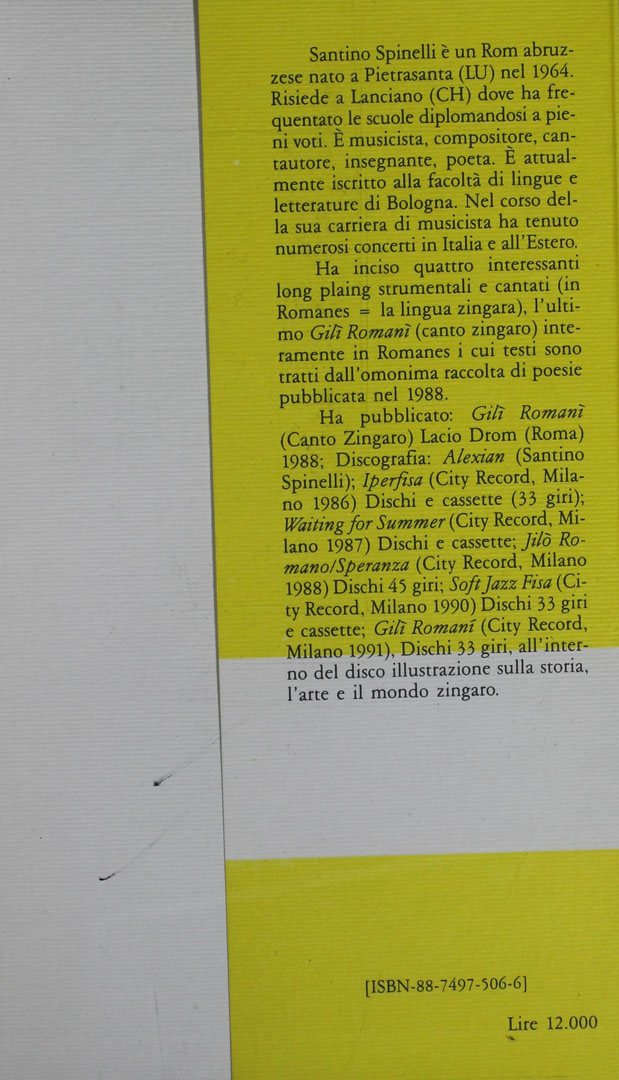 Santino Spinelli è un Rom abruz-
zese nato a Pietrasanta (LU) nel 1964.
Risiede a Lanciano (CH) dove ha fre-
quentato le scuole diplomandosi a pie-
ni voti. È musicista, compositore, can-
tautore, insegnante, poeta. È attual-
mente iscritto alla facoltà di lingue e
letterature di Bologna. Nel corso del-
la sua carriera di musicista ha tenuto
numerosi concerti in Italia e all'Estero.
Ha inciso quattro interessanti
long plaing strumentali e cantati (in
Romanes = la lingua zingara), l'ulti-
mo Gilì Romanì (canto zingaro) inte-
ramente in Romanes i cui testi sono
tratti dall'omonima raccolta di poesie
pubblicata nel 1988.
Ha pubblicato: Gilì Romanì
(Canto Zingaro) Lacio Drom (Roma)
1988; Discografia: Alexian (Santino
Spinelli); Iperfisa (City Record, Mila-
no 1986) Dischi e cassette (33 giri);
Waiting for Summer (City Record, Mi-
lano 1987) Dischi e cassette; Jilò Ro-
mano/Speranza (City Record, Milano
1988) Dischi 45 giri; Soft Jazz Fisa (Ci-
ty Record, Milano 1990) Dischi 33 giri
e cassette; Gilì Romaní (City Record,
Milano 1991), Dischi 33 giri, all'inter-
no del disco illustrazione sulla storia,
l'arte e il mondo zingaro.
[ISBN-88-7497-506-6]
Lire 12.000